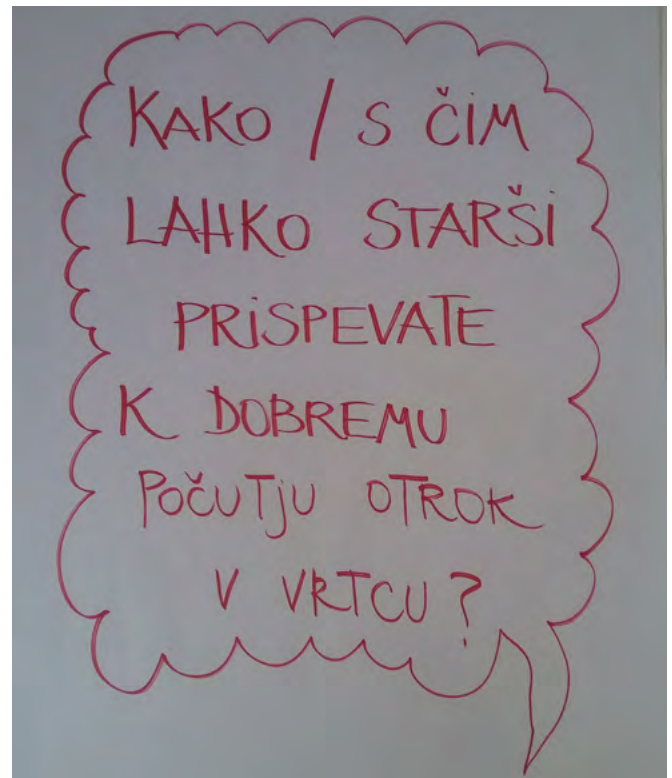 KAKO / S ČIM
LAHKO STARŠI
PRISPEVATE
K DOBREMU
POČUTJU OTROK
V VRTCU?